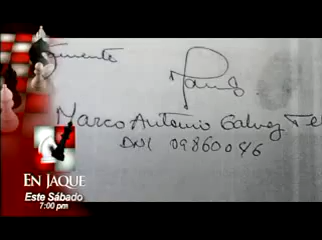 Marco Antonio Galvez
DNI 09860046
EN JAQUE
Este Sábado
7:00 pm